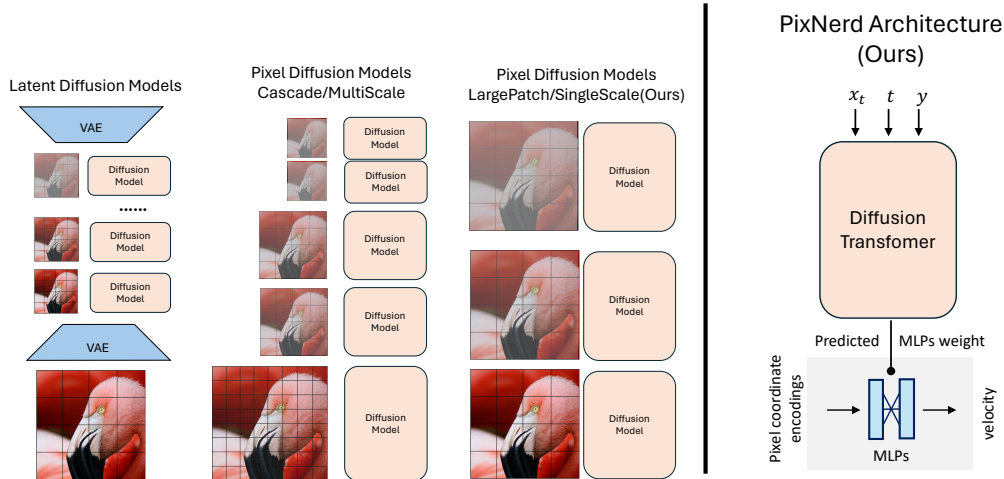 Latent Diffusion Models
VAE
Diffusion
Model
......
Diffusion
Model
Diffusion
Model
VAE
Pixel Diffusion Models
Cascade/MultiScale
Diffusion
Model
Diffusion
Model
Diffusion
Model
Diffusion
Model
Diffusion
Model
Pixel Diffusion Models
LargePatch/SingleScale(Ours)
Diffusion
Model
Diffusion
Model
Diffusion
Model
PixNerd Architecture
(Ours)
x_t t y
Diffusion
Transfomer
Predicted MLPs weight
Pixel coordinate
encodings
MLPs
velocity